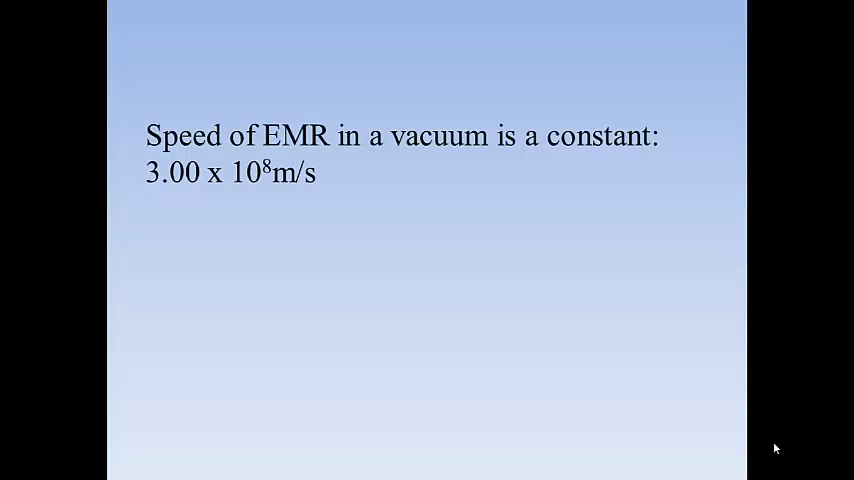 Speed of EMR in a vacuum is a constant:
3.00 x 10⁸m/s